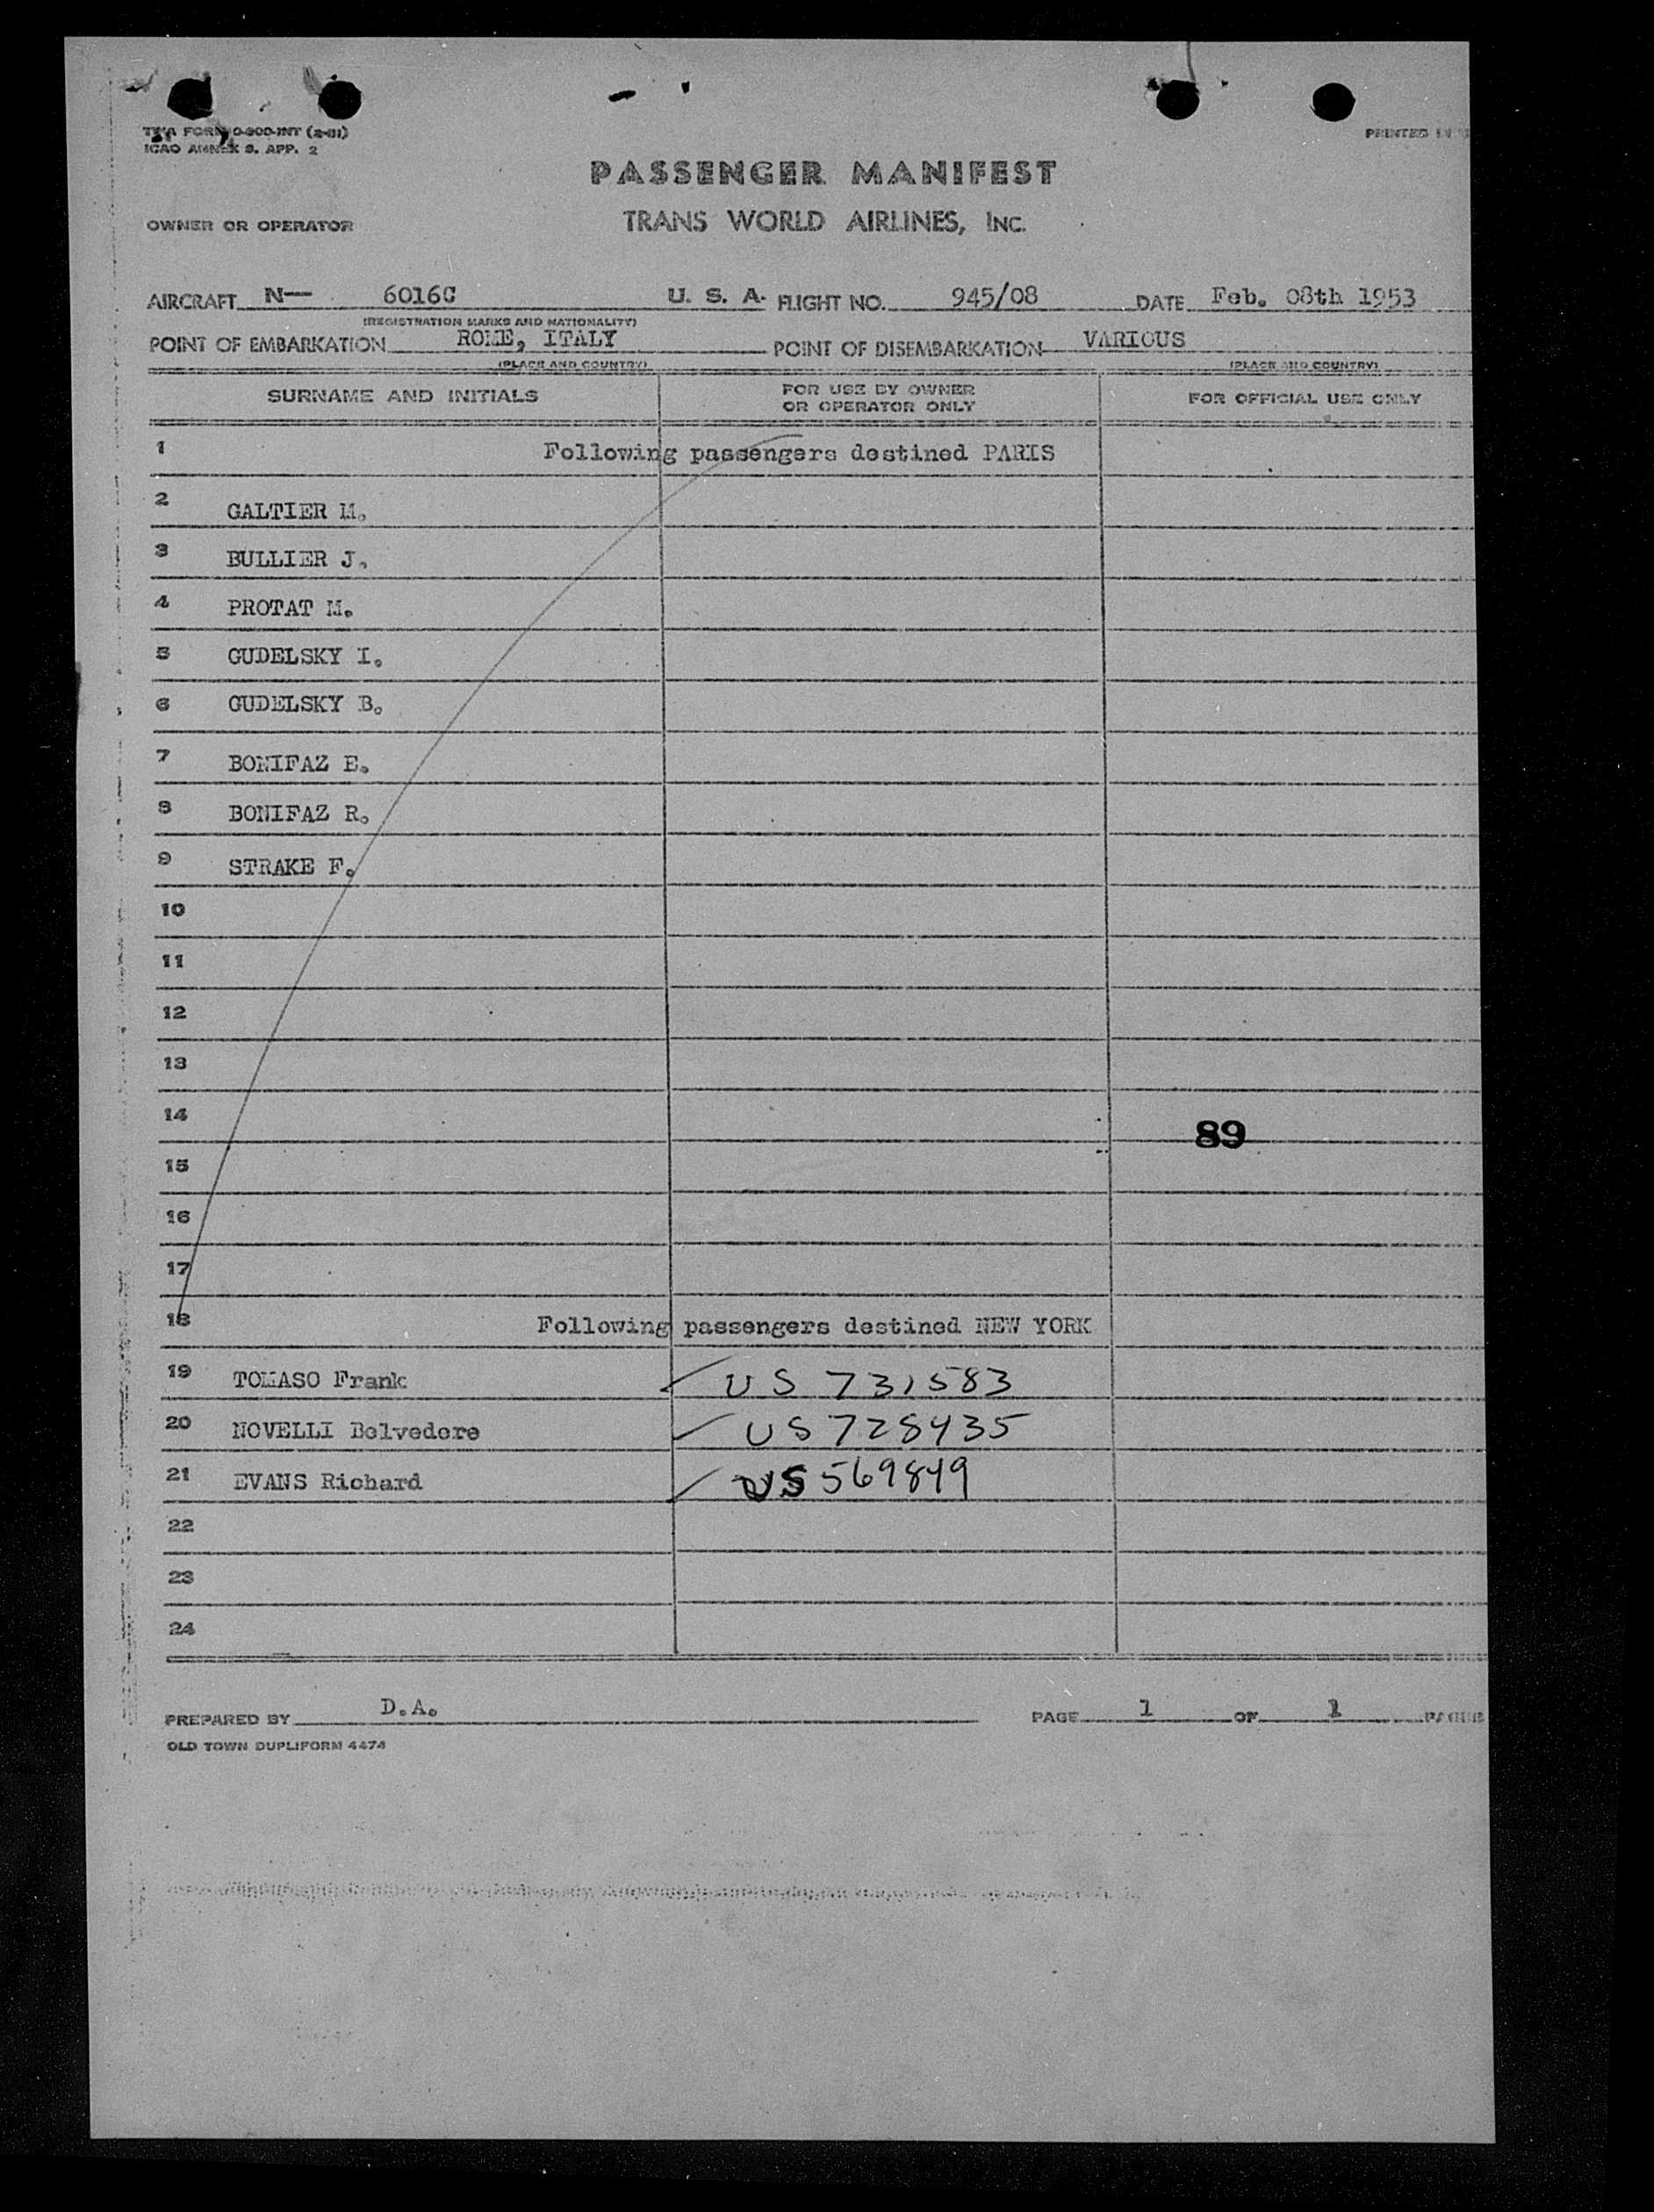 TWA FORM O-900-INT (2-51)
ICAO ANNEX 9. APP. 2
PRINTED IN
PASSENGER MANIFEST
OWNER OR OPERATOR TRANS WORLD AIRLINES, INC.
AIRCRAFT N— 6016C U. S. A. FLIGHT NO. 945/08 DATE Feb. 08th 1953
(REGISTRATION MARKS AND NATIONALITY)
POINT OF EMBARKATION ROME, ITALY POINT OF DISEMBARKATION VARIOUS
(PLACE AND COUNTRY) (PLACE AND COUNTRY)
SURNAME AND INITIALS FOR USE BY OWNER OR OPERATOR ONLY FOR OFFICIAL USE ONLY
1 Following passengers destined PARIS
2 GALTIER M.
3 BULLIER J.
4 PROTAT M.
5 GUDELSKY I.
6 GUDELSKY B.
7 BONIFAZ E.
8 BONIFAZ R.
9 STRAKE F.
10
11
12
13
14
89
15
16
17
18 Following passengers destined NEW YORK
19 TOMASO Frank US 731583
20 NOVELLI Belvedere US 728435
21 EVANS Richard US 569849
22
23
24
PREPARED BY D.A. PAGE 1 OF 1 PAGES
OLD TOWN DUPLIFORM 4474